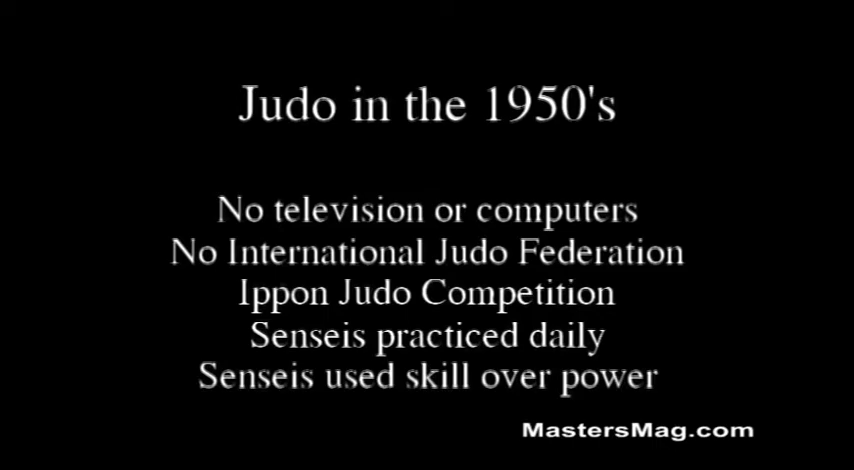 Judo in the 1950's
No television or computers
No International Judo Federation
Ippon Judo Competition
Senseis practiced daily
Senseis used skill over power
MastersMag.com